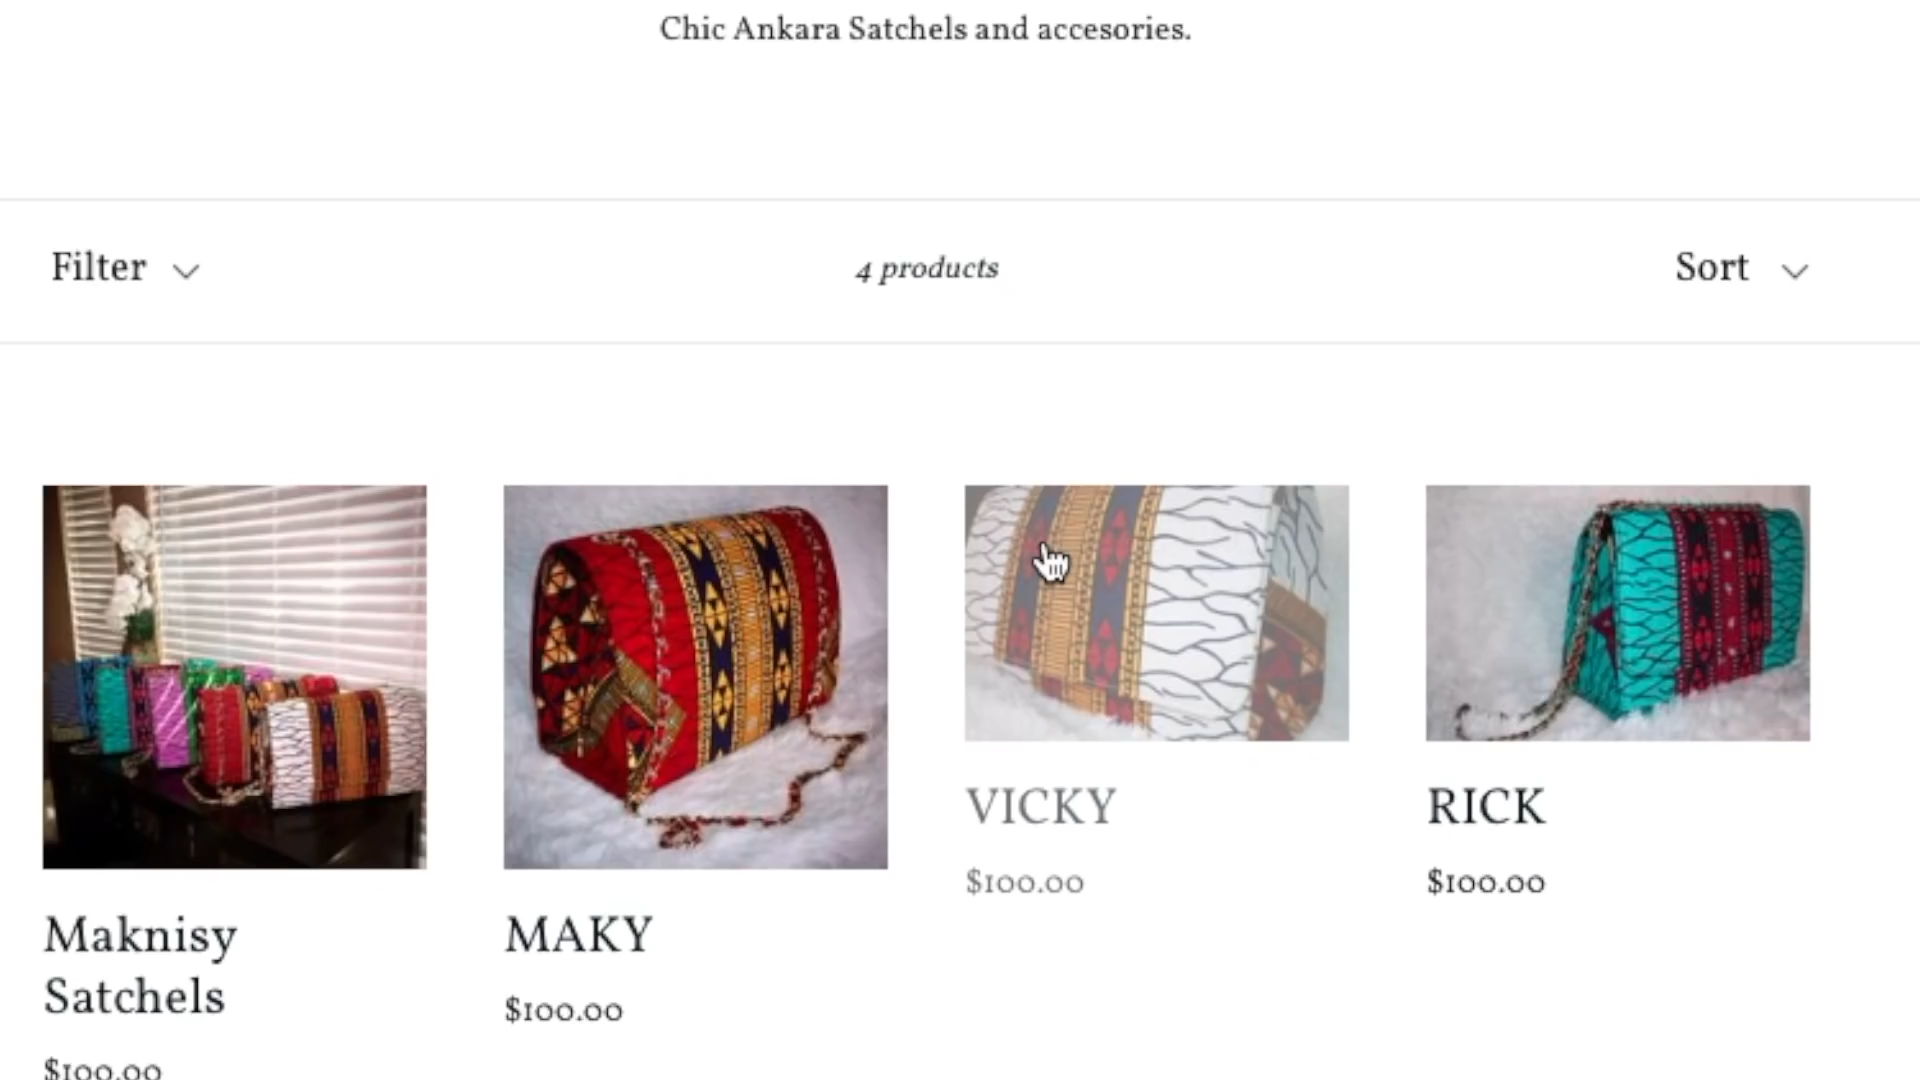 Chic Ankara Satchels and accesories.
Filter
4 products
Sort
Maknisy
Satchels
$100.00
MAKY
$100.00
VICKY
$100.00
RICK
$100.00